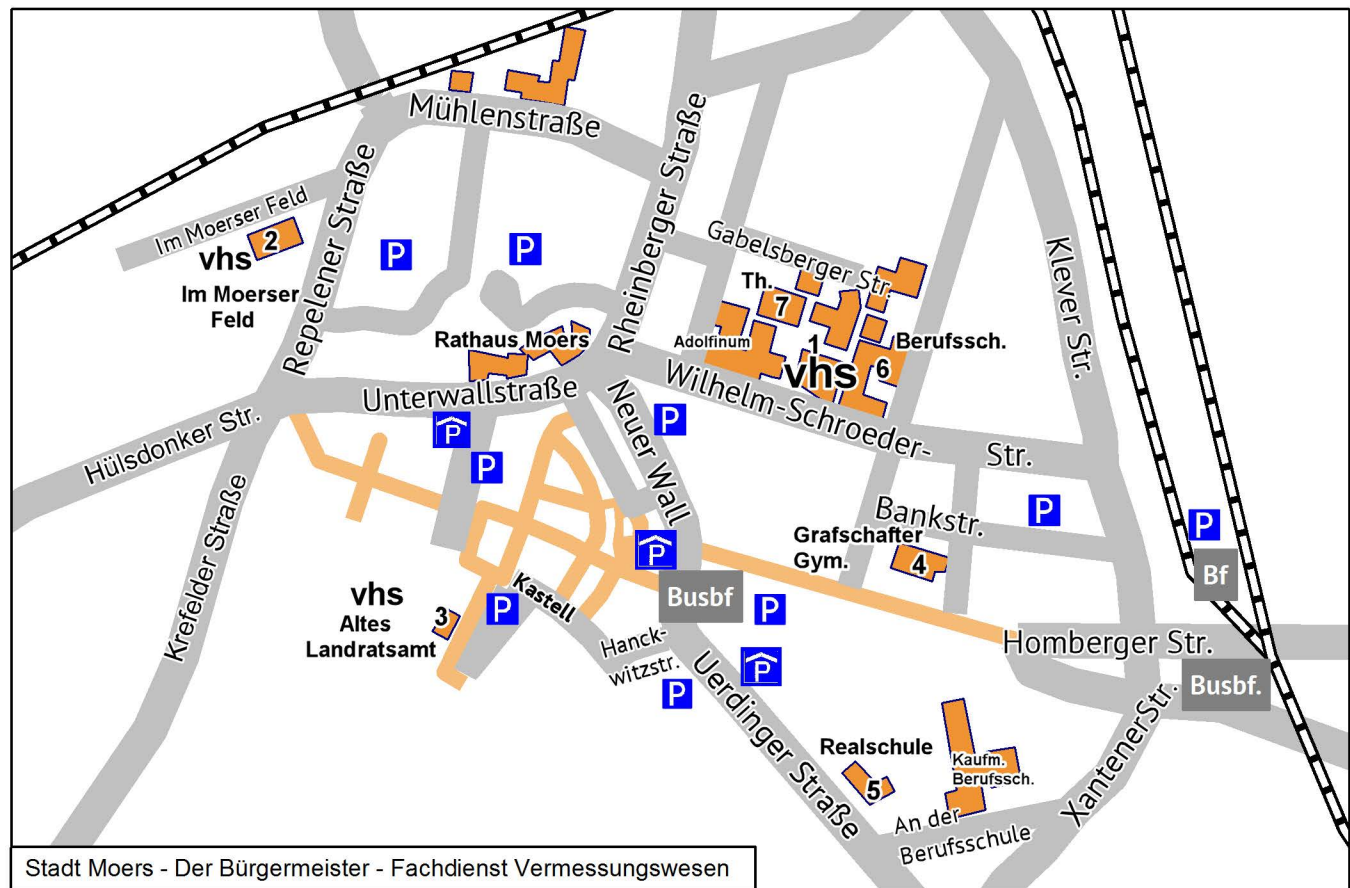 Mühlenstraße
Rheinberger Straße
Repelener Straße
Im Moerser Feld
2
vhs
Im Moerser
Feld
P
P
Gabelsberger Str.
Th.
7
Klever Str.
Rathaus Moers
Adolfinum
1
vhs
Berufssch.
6
Unterwallstraße
Wilhelm-Schroeder-
Str.
Neuer Wall
P
P
P
Hülsdonker Str.
Krefelder Straße
Bankstr.
P
P
Bf
P
Grafschafter
Gym.
4
Busbf
Kastell
P
P
vhs
Altes
Landratsamt
3
Hanck-
witzstr.
P
P
Homberger Str.
Busbf.
Uerdinger Straße
XantenerStr.
Realschule
5
Kaufm.
Berufssch.
An der
Berufsschule
Stadt Moers - Der Bürgermeister - Fachdienst Vermessungswesen